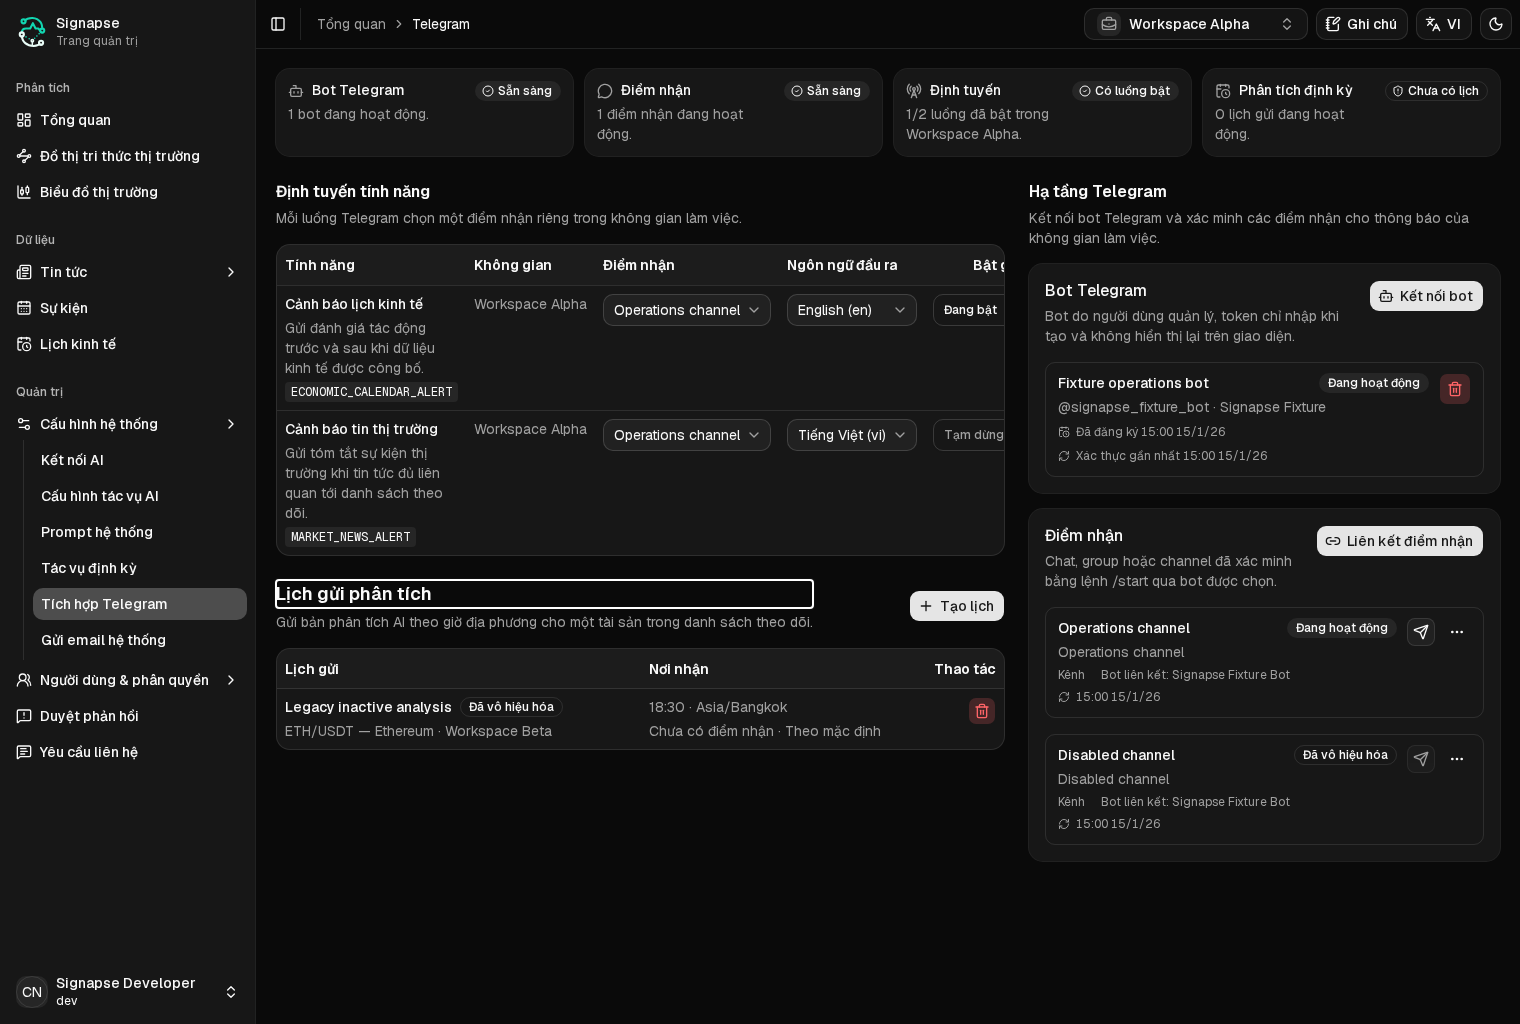 Signapse
Trang quản trị
Phân tích
Tổng quan
Đồ thị tri thức thị trường
Biểu đồ thị trường
Dữ liệu
Tin tức
Sự kiện
Lịch kinh tế
Quản trị
Cấu hình hệ thống
Kết nối AI
Cấu hình tác vụ AI
Prompt hệ thống
Tác vụ định kỳ
Tích hợp Telegram
Gửi email hệ thống
Người dùng & phân quyền
Duyệt phản hồi
Yêu cầu liên hệ
CN
Signapse Developer
dev
Tổng quan > Telegram
Workspace Alpha
Ghi chú
VI
Bot Telegram
Sẵn sàng
1 bot đang hoạt động.
Điểm nhận
Sẵn sàng
1 điểm nhận đang hoạt
động.
Định tuyến
Có luồng bật
1/2 luồng đã bật trong
Workspace Alpha.
Phân tích định kỳ
Chưa có lịch
0 lịch gửi đang hoạt
động.
Định tuyến tính năng
Mỗi luồng Telegram chọn một điểm nhận riêng trong không gian làm việc.
Tính năng Không gian Điểm nhận Ngôn ngữ đầu ra Bật g
Cảnh báo lịch kinh tế
Gửi đánh giá tác động
trước và sau khi dữ liệu
kinh tế được công bố.
ECONOMIC_CALENDAR_ALERT
Workspace Alpha
Operations channel
English (en)
Đang bật
Cảnh báo tin thị trường
Gửi tóm tắt sự kiện thị
trường khi tin tức đủ liên
quan tới danh sách theo
dõi.
MARKET_NEWS_ALERT
Workspace Alpha
Operations channel
Tiếng Việt (vi)
Tạm dừng
Lịch gửi phân tích
Gửi bản phân tích AI theo giờ địa phương cho một tài sản trong danh sách theo dõi.
Tạo lịch
Lịch gửi Nơi nhận Thao tác
Legacy inactive analysis Đã vô hiệu hóa
ETH/USDT — Ethereum · Workspace Beta
18:30 · Asia/Bangkok
Chưa có điểm nhận · Theo mặc định
Hạ tầng Telegram
Kết nối bot Telegram và xác minh các điểm nhận cho thông báo của
không gian làm việc.
Bot Telegram
Bot do người dùng quản lý, token chỉ nhập khi
tạo và không hiển thị lại trên giao diện.
Kết nối bot
Fixture operations bot
Đang hoạt động
@signapse_fixture_bot · Signapse Fixture
Đã đăng ký 15:00 15/1/26
Xác thực gần nhất 15:00 15/1/26
Điểm nhận
Chat, group hoặc channel đã xác minh
bằng lệnh /start qua bot được chọn.
Liên kết điểm nhận
Operations channel
Đang hoạt động
Operations channel
Kênh Bot liên kết: Signapse Fixture Bot
15:00 15/1/26
Disabled channel
Đã vô hiệu hóa
Disabled channel
Kênh Bot liên kết: Signapse Fixture Bot
15:00 15/1/26